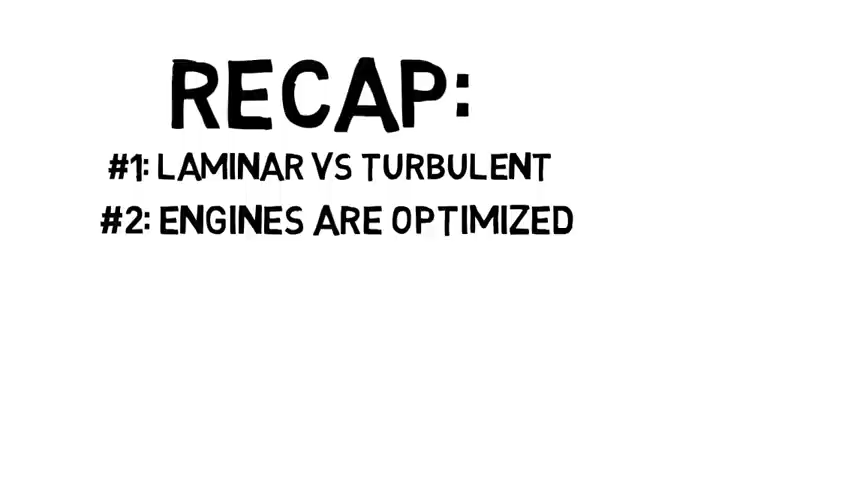 RECAP:
#1: LAMINAR VS TURBULENT
#2: ENGINES ARE OPTIMIZED